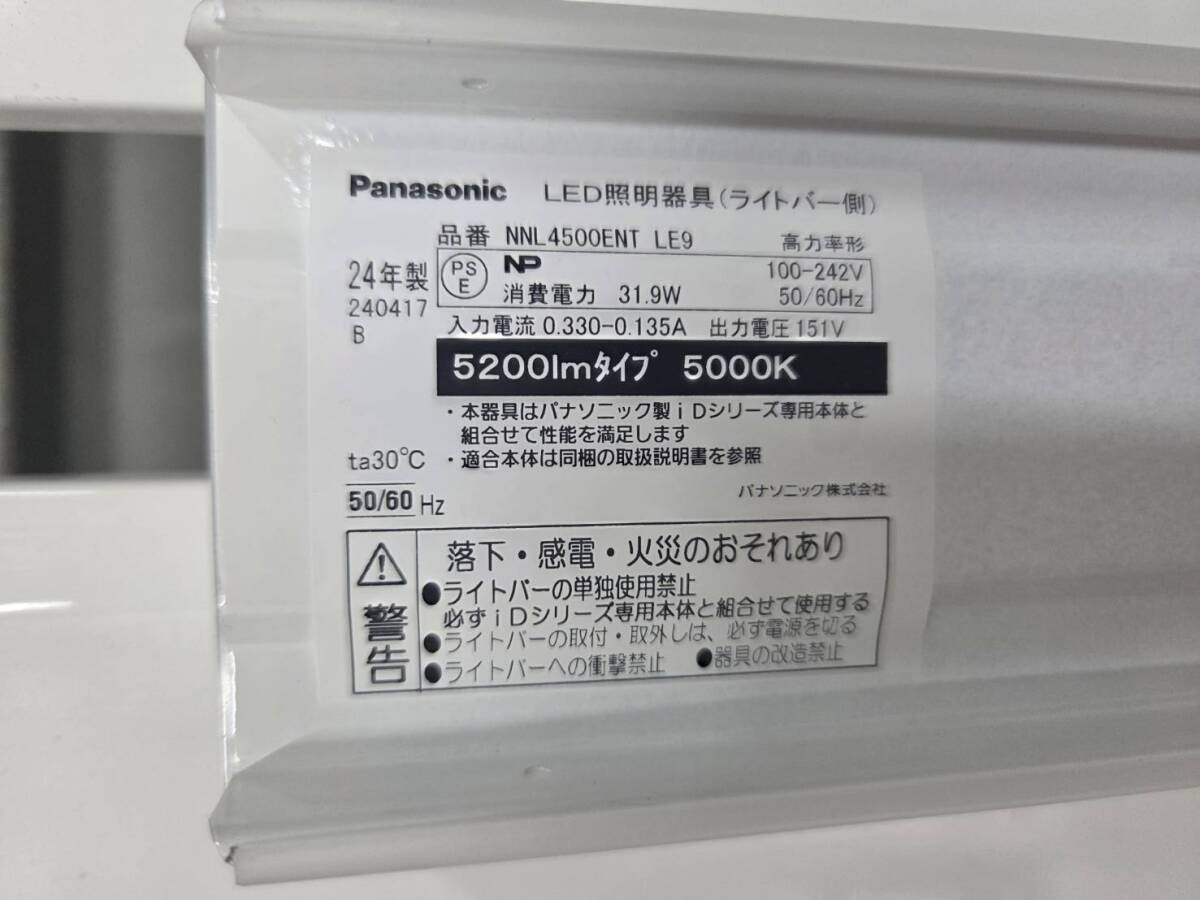 Panasonic LED照明器具(ライトバー側)
品番 NNL4500ENT LE9 高力率形
24年製
240417
B
PS
E
NP 100-242V
消費電力 31.9W 50/60Hz
入力電流 0.330-0.135A 出力電圧 151V
5200lmタイプ 5000K
・本器具はパナソニック製iDシリーズ専用本体と
組合せて性能を満足します
・適合本体は同梱の取扱説明書を参照
ta30℃
50/60 Hz
パナソニック株式会社
警告
落下・感電・火災のおそれあり
●ライトバーの単独使用禁止
必ずiDシリーズ専用本体と組合せて使用する
●ライトバーの取付・取外しは、必ず電源を切る
●ライトバーへの衝撃禁止 ●器具の改造禁止